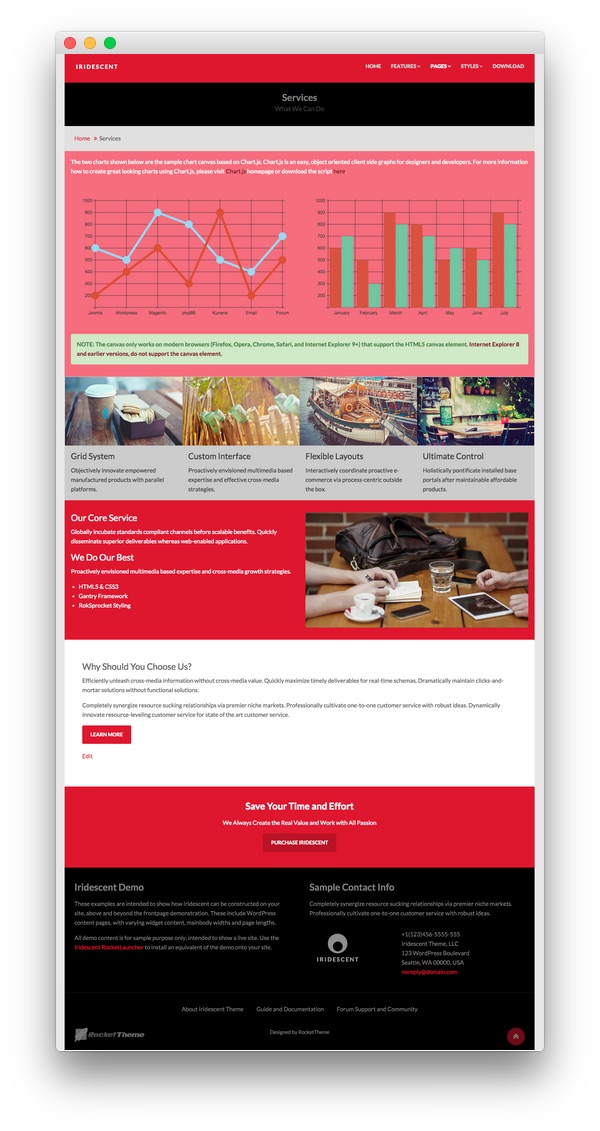 IRIDESCENT
HOME FEATURES PAGES STYLES DOWNLOAD
Services
What We Can Do
Home » Services
The two charts shown below are the sample chart canvas based on Chart.js. Chart.js is an easy, object oriented client side graphs for designers and developers. For more information
how to create great looking charts using Chart.js, please visit Chart.js homepage or download the script here.
1000
900
800
700
600
500
400
300
200
Joomla Wordpress Magento phpBB Kunena Email Forum
1000
900
800
700
600
500
400
300
200
January February March April May June July
NOTE: The canvas only works on modern browsers (Firefox, Opera, Chrome, Safari, and Internet Explorer 9+) that support the HTML5 canvas element. Internet Explorer 8
and earlier versions, do not support the canvas element.
Grid System
Objectively innovate empowered
manufactured products with parallel
platforms.
Custom Interface
Proactively envisioned multimedia based
expertise and effective cross-media
strategies.
Flexible Layouts
Interactively coordinate proactive e-
commerce via process-centric outside
the box.
Ultimate Control
Holistically pontificate installed base
portals after maintainable affordable
products.
Our Core Service
Globally incubate standards compliant channels before scalable benefits. Quickly
disseminate superior deliverables whereas web-enabled applications.
We Do Our Best
Proactively envisioned multimedia based expertise and cross-media growth strategies.
• HTML5 & CSS3
• Gantry Framework
• RokSprocket Styling
Why Should You Choose Us?
Efficiently unleash cross-media information without cross-media value. Quickly maximize timely deliverables for real-time schemas. Dramatically maintain clicks-and-
mortar solutions without functional solutions.
Completely synergize resource sucking relationships via premier niche markets. Professionally cultivate one-to-one customer service with robust ideas. Dynamically
innovate resource-leveling customer service for state of the art customer service.
LEARN MORE
Edit
Save Your Time and Effort
We Always Create the Real Value and Work with All Passion
PURCHASE IRIDESCENT
Iridescent Demo
These examples are intended to show how Iridescent can be constructed on
your site, above and beyond the frontpage demonstration. These include WordPress
content pages, with varying widget content, mainbody widths and page lengths.
All demo content is for sample purpose only, intended to show a live site. Use the
Iridescent RocketLauncher to install an equivalent of the demo onto your site.
Sample Contact Info
Completely synergize resource sucking relationships via premier niche markets.
Professionally cultivate one-to-one customer service with robust ideas.
IRIDESCENT
+1(123)456-5555-555
Iridescent Theme, LLC
123 WordPress Boulevard
Seattle, WA 00000, USA
noreply@domain.com
About Iridescent Theme Guide and Documentation Forum Support and Community
RocketTheme
Designed by RocketTheme